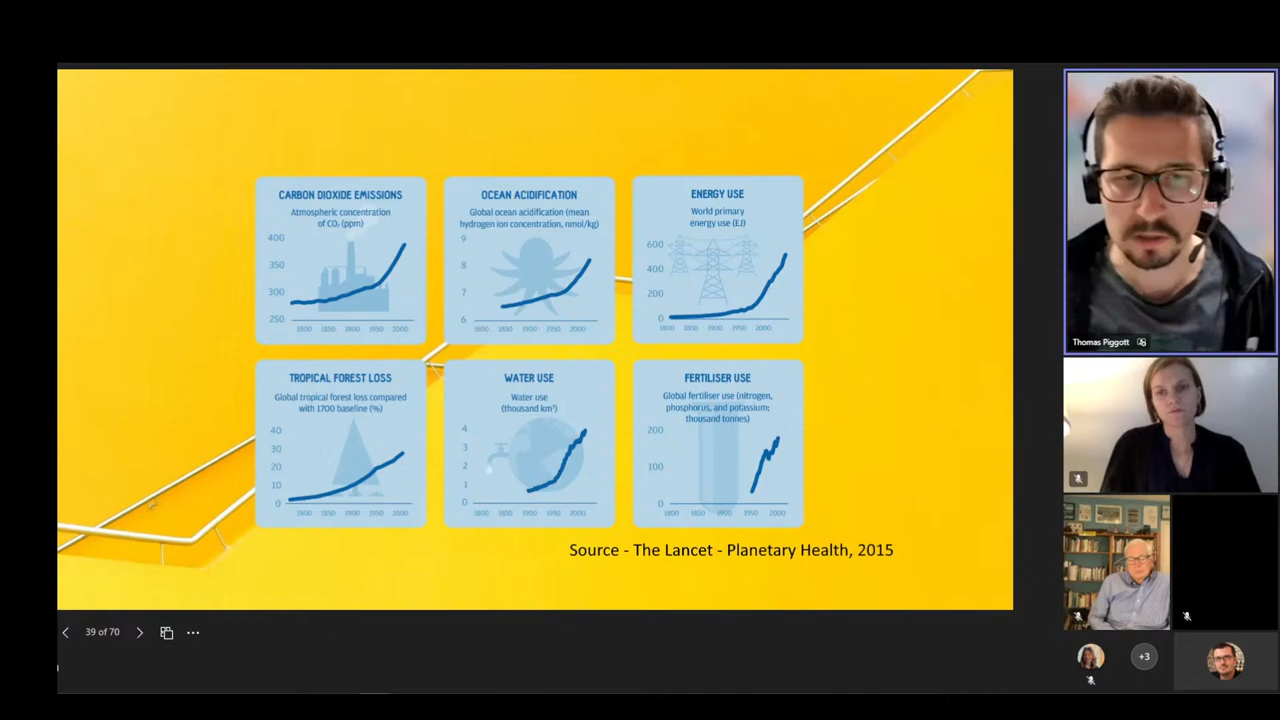 CARBON DIOXIDE EMISSIONS
Atmospheric concentration
of CO₂ (ppm)
400
350
300
250
1800 1850 1900 1950 2000
OCEAN ACIDIFICATION
Global ocean acidification (mean
hydrogen ion concentration, nmol/kg)
9
8
7
6
1800 1850 1900 1950 2000
ENERGY USE
World primary
energy use (EJ)
600
400
200
0
1800 1850 1900 1950 2000
TROPICAL FOREST LOSS
Global tropical forest loss compared
with 1700 baseline (%)
40
30
20
10
0
1800 1850 1900 1950 2000
WATER USE
Water use
(thousand km³)
4
3
2
1
0
1800 1850 1900 1950 2000
FERTILISER USE
Global fertiliser use (nitrogen,
phosphorus, and potassium;
thousand tonnes)
200
100
0
1800 1850 1900 1950 2000
Source - The Lancet - Planetary Health, 2015
39 of 70
Thomas Piggott
+3